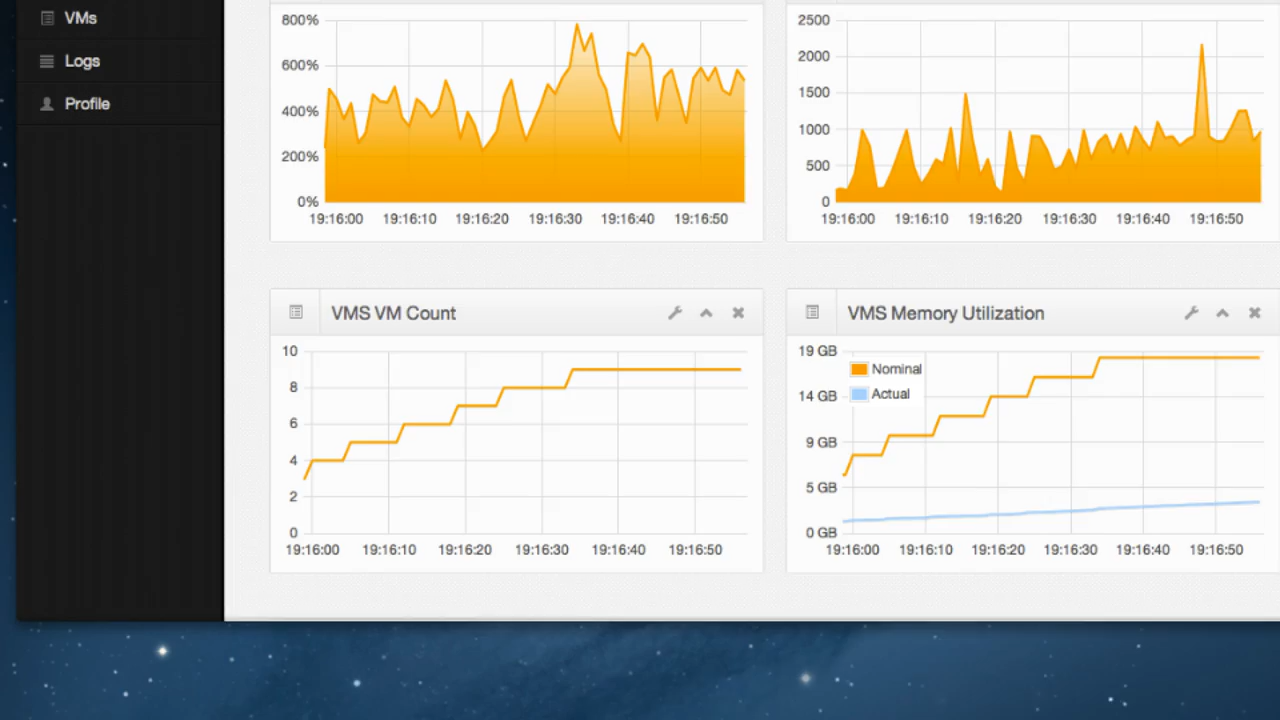 VMs
Logs
Profile
800%
600%
400%
200%
0%
19:16:00 19:16:10 19:16:20 19:16:30 19:16:40 19:16:50
2500
2000
1500
1000
500
0
19:16:00 19:16:10 19:16:20 19:16:30 19:16:40 19:16:50
VMS VM Count
10
8
6
4
2
0
19:16:00 19:16:10 19:16:20 19:16:30 19:16:40 19:16:50
VMS Memory Utilization
19 GB
14 GB
9 GB
5 GB
0 GB
Nominal
Actual
19:16:00 19:16:10 19:16:20 19:16:30 19:16:40 19:16:50